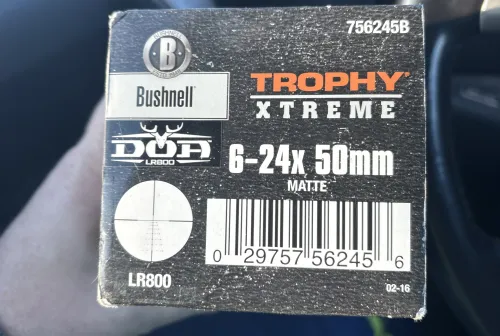 756245B
B
Bushnell
TROPHY
XTREME
DOA
LR800
6-24x 50mm
MATTE
LR800
0 29757 56245 6
02-16